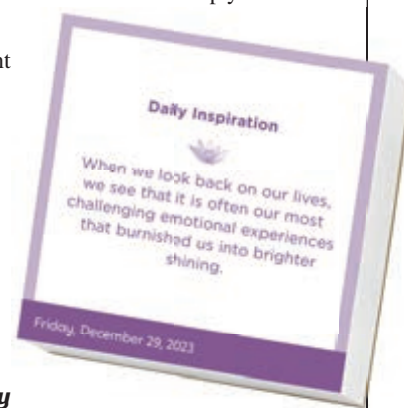 Daily Inspiration
When we look back on our lives,
we see that it is often our most
challenging emotional experiences
that burnished us into brighter
shining.
Friday, December 29, 2023